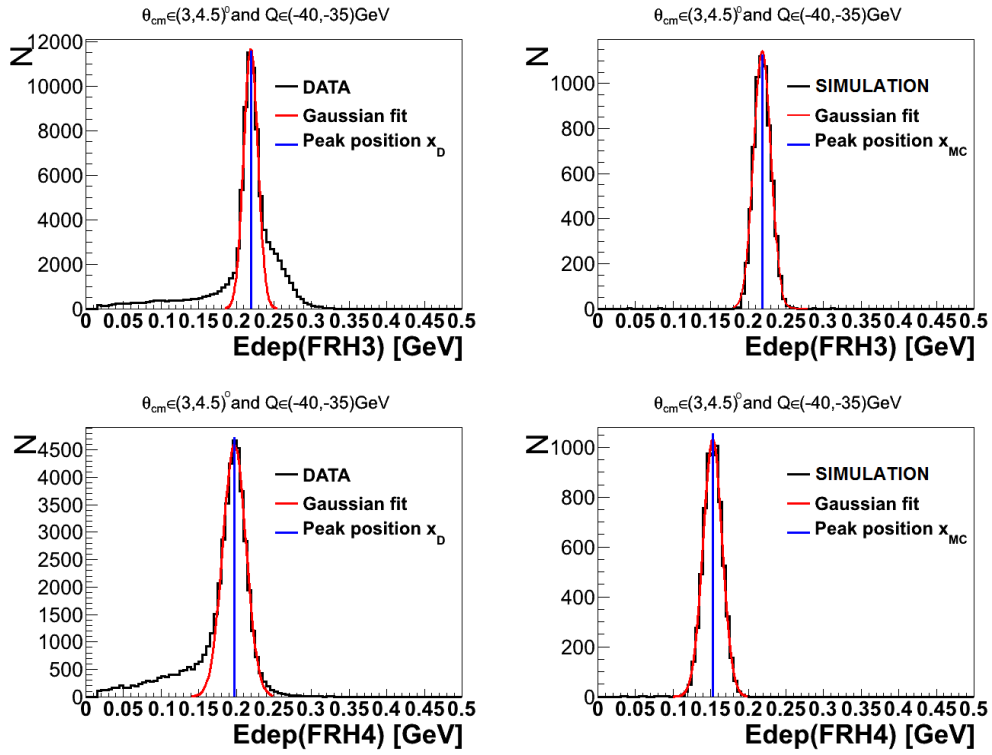 θcm∈(3,4.5)⁰and Q∈(-40,-35)GeV
N
12000
10000
8000
6000
4000
2000
0
DATA
Gaussian fit
Peak position xD
0 0.05 0.1 0.15 0.2 0.25 0.3 0.35 0.4 0.45 0.5
Edep(FRH3) [GeV]
θcm∈(3,4.5)⁰and Q∈(-40,-35)GeV
N
1000
800
600
400
200
0
SIMULATION
Gaussian fit
Peak position xMC
0 0.05 0.1 0.15 0.2 0.25 0.3 0.35 0.4 0.45 0.5
Edep(FRH3) [GeV]
θcm∈(3,4.5)°and Q∈(-40,-35)GeV
N
4500
4000
3500
3000
2500
2000
1500
1000
500
0
DATA
Gaussian fit
Peak position xD
0 0.05 0.1 0.15 0.2 0.25 0.3 0.35 0.4 0.45 0.5
Edep(FRH4) [GeV]
θcm∈(3,4.5)°and Q∈(-40,-35)GeV
N
1000
800
600
400
200
0
SIMULATION
Gaussian fit
Peak position xMC
0 0.05 0.1 0.15 0.2 0.25 0.3 0.35 0.4 0.45 0.5
Edep(FRH4) [GeV]